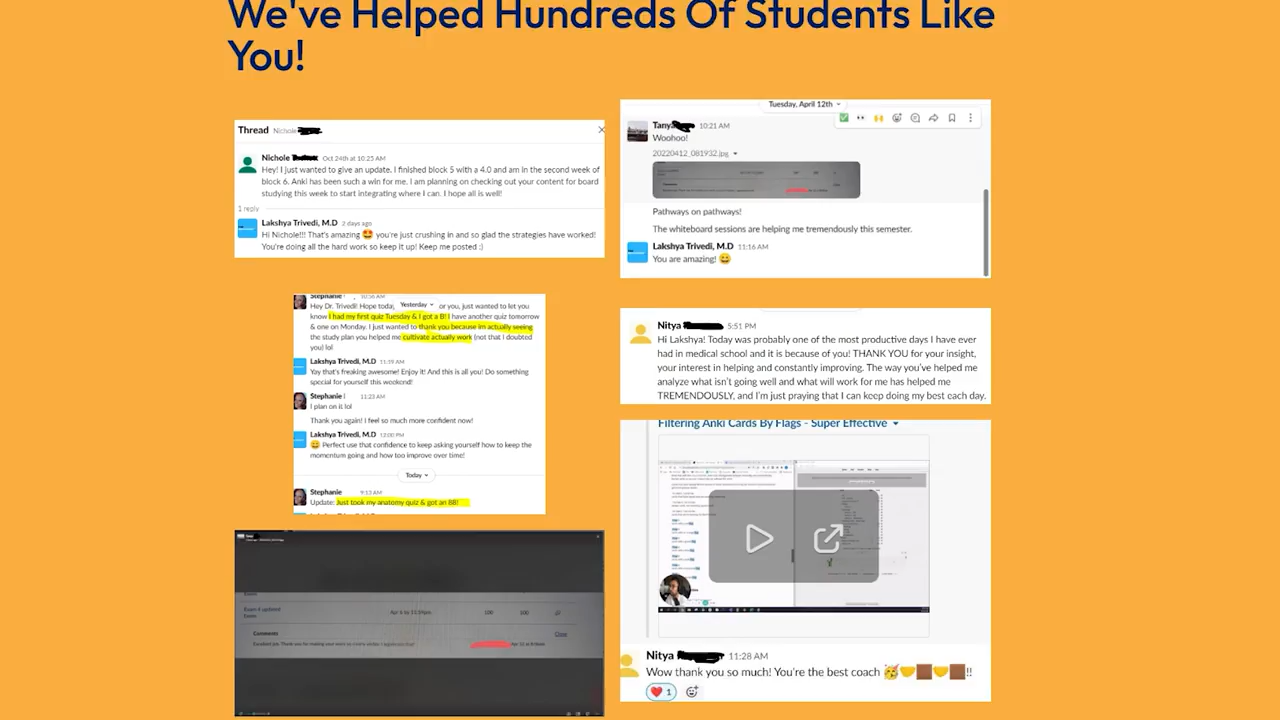 We've Helped Hundreds Of Students Like
You!
Thread Nichole
Nichole Oct 24th at 10:25 AM
Hey! I just wanted to give an update. I finished block 5 with a 4.0 and am in the second week of
block 6. Anki has been such a win for me. I am planning on checking out your content for board
studying this week to start integrating where I can. I hope all is well!
1 reply
Lakshya Trivedi, M.D 2 days ago
Hi Nichole!!! That's amazing 🤩 you're just crushing in and so glad the strategies have worked!
You're doing all the hard work so keep it up! Keep me posted :)
Tuesday, April 12th
Tanya 10:21 AM
Woohoo!
20220412_081932.jpg
Pathways on pathways!
The whiteboard sessions are helping me tremendously this semester.
Lakshya Trivedi, M.D 11:16 AM
You are amazing! 😄
Stephanie 10:56 AM
Hey Dr. Trivedi! Hope today Yesterday or you, just wanted to let you
know I had my first quiz Tuesday & I got a B! I have another quiz tomorrow
& one on Monday. I just wanted to thank you because im actually seeing
the study plan you helped me cultivate actually work (not that I doubted
you) lol
Lakshya Trivedi, M.D 11:19 AM
Yay that's freaking awesome! Enjoy it! And this is all you! Do something
special for yourself this weekend!
Stephanie 11:23 AM
I plan on it lol
Thank you again! I feel so much more confident now!
Lakshya Trivedi, M.D 12:00 PM
😄 Perfect use that confidence to keep asking yourself how to keep the
momentum going and how too improve over time!
Today
Stephanie 9:13 AM
Update: Just took my anatomy quiz & got an 88!
Nitya 5:51 PM
Hi Lakshya! Today was probably one of the most productive days I have ever
had in medical school and it is because of you! THANK YOU for your insight,
your interest in helping and constantly improving. The way you've helped me
analyze what isn't going well and what will work for me has helped me
TREMENDOUSLY, and I'm just praying that I can keep doing my best each day.
Filtering Anki Cards By Flags - Super Effective
Nitya 11:28 AM
Wow thank you so much! You're the best coach 🥳🤝🏾🤝🏾!!
❤️ 1
Exam 4 updated
100 100
Comments Close